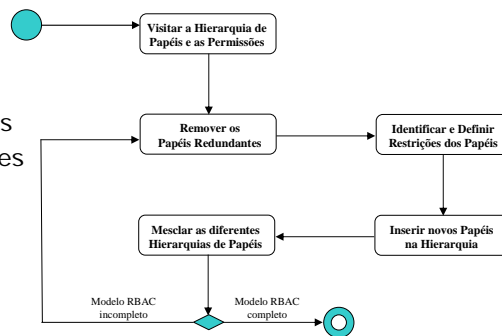 Visitar a Hierarquia de
Papéis e as Permissões
Remover os
Papéis Redundantes
Identificar e Definir
Restrições dos Papéis
Inserir novos Papéis
na Hierarquia
Mesclar as diferentes
Hierarquias de Papéis
Modelo RBAC
incompleto
Modelo RBAC
completo